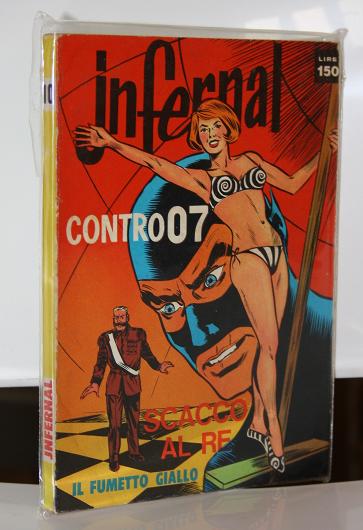 infernal
LIRE
150
CONTRO 07
SCACCO
AL RE
IL FUMETTO GIALLO
10
INFERNAL